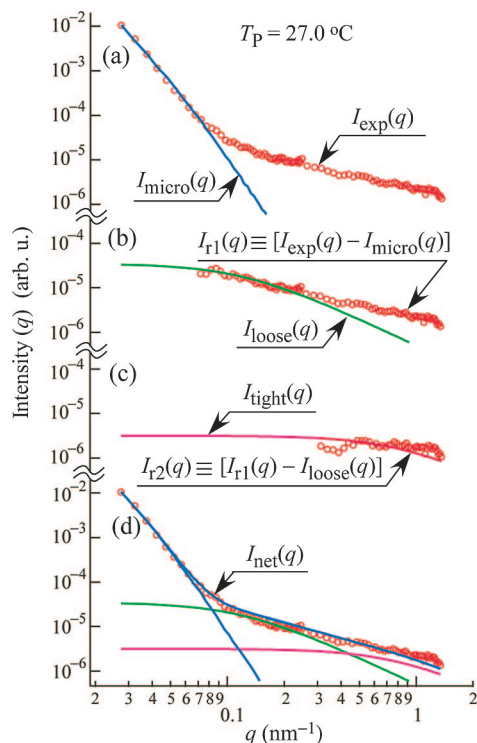 T_P = 27.0 °C
10^-2
(a)
10^-3
10^-4
I_exp(q)
10^-5
I_micro(q)
10^-6
10^-4
(b)
I_r1(q) ≡ [I_exp(q) – I_micro(q)]
10^-5
10^-6
I_loose(q)
(c)
10^-4
I_tight(q)
10^-5
10^-6
I_r2(q) ≡ [I_r1(q) – I_loose(q)]
10^-2
(d)
10^-3
I_net(q)
10^-4
10^-5
10^-6
Intensity (q) (arb. u.)
2 3 4 5 6 7 8 9 2 3 4 5 6 7 8 9 2
0.1 1
q (nm^-1)